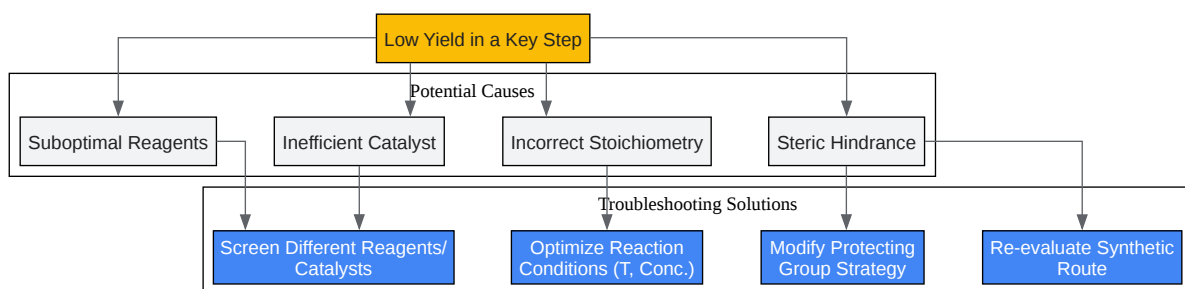 Low Yield in a Key Step
Potential Causes
Suboptimal Reagents
Inefficient Catalyst
Incorrect Stoichiometry
Steric Hindrance
Troubleshooting Solutions
Screen Different Reagents/
Catalysts
Optimize Reaction
Conditions (T, Conc.)
Modify Protecting
Group Strategy
Re-evaluate Synthetic
Route